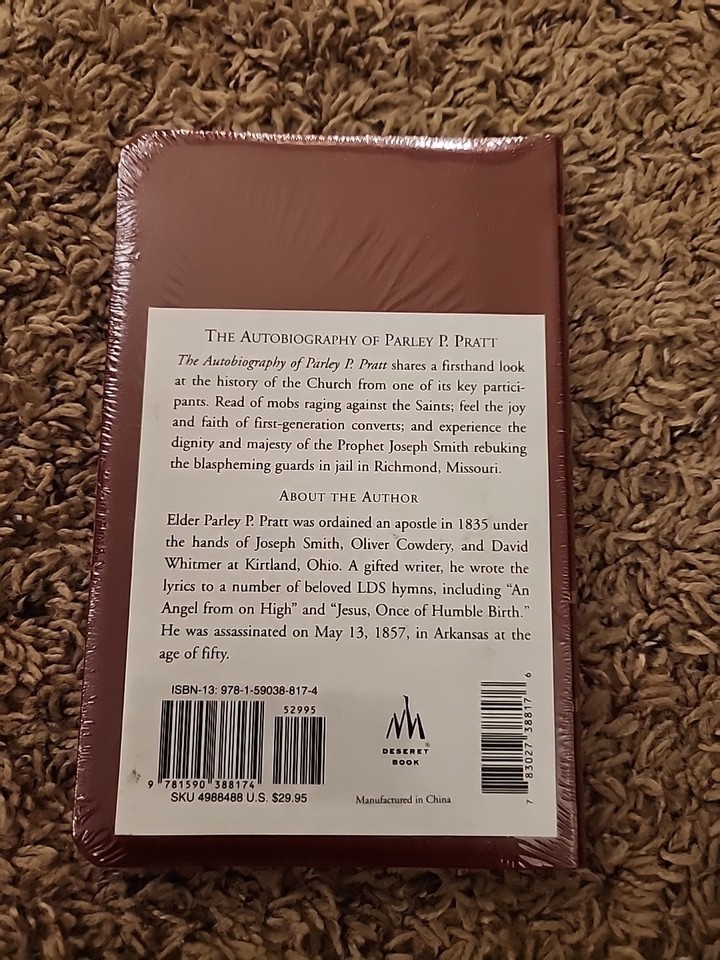 THE AUTOBIOGRAPHY OF PARLEY P. PRATT
The Autobiography of Parley P. Pratt shares a firsthand look
at the history of the Church from one of its key partici-
pants. Read of mobs raging against the Saints; feel the joy
and faith of first-generation converts; and experience the
dignity and majesty of the Prophet Joseph Smith rebuking
the blaspheming guards in jail in Richmond, Missouri.
ABOUT THE AUTHOR
Elder Parley P. Pratt was ordained an apostle in 1835 under
the hands of Joseph Smith, Oliver Cowdery, and David
Whitmer at Kirtland, Ohio. A gifted writer, he wrote the
lyrics to a number of beloved LDS hymns, including “An
Angel from on High” and “Jesus, Once of Humble Birth.”
He was assassinated on May 13, 1857, in Arkansas at the
age of fifty.
ISBN-13: 978-1-59038-817-4
52995
9 781590 388174
SKU 4988488 U.S. $29.95
DESERET®
BOOK
Manufactured in China
7 83027 38817 6